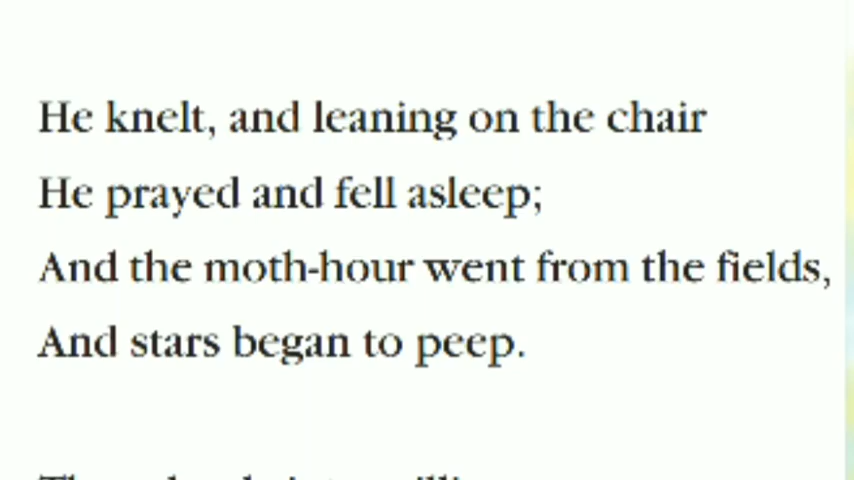 He knelt, and leaning on the chair
He prayed and fell asleep;
And the moth-hour went from the fields,
And stars began to peep.